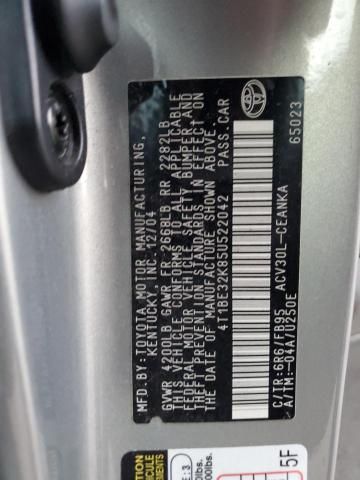 MFD. BY: TOYOTA MOTOR MANUFACTURING,
KENTUCKY, INC. 12/04
GVWR 4200LB GAWR FR 2668LB RR 2282LB
THIS VEHICLE CONFORMS TO ALL APPLICABLE
FEDERAL MOTOR VEHICLE SAFETY, BUMPER, AND
THEFT PREVENTION STANDARDS IN EFFECT ON
THE DATE OF MANUFACTURE SHOWN ABOVE.
4T1BE32K85U522042 PASS.CAR
C/TR:6R6/FB95 ACV30L-CEANKA 65023
A/TM:-04A/U250E
5F